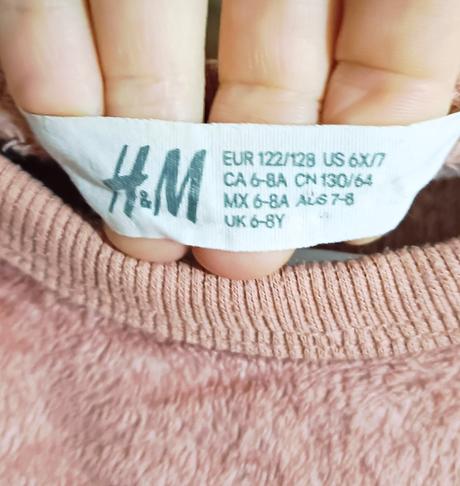 H&M
EUR 122/128 US 6X/7
CA 6-8A CN 130/64
MX 6-8A AUS 7-8
UK 6-8Y